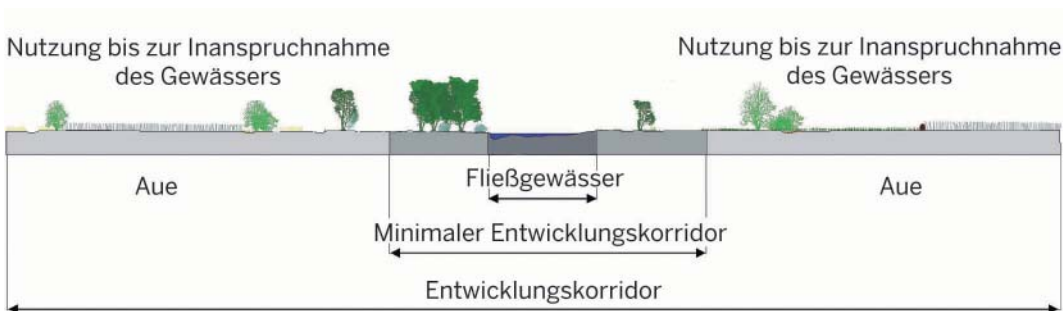 Nutzung bis zur Inanspruchnahme
des Gewässers
Nutzung bis zur Inanspruchnahme
des Gewässers
Aue
Fließgewässer
Aue
Minimaler Entwicklungskorridor
Entwicklungskorridor